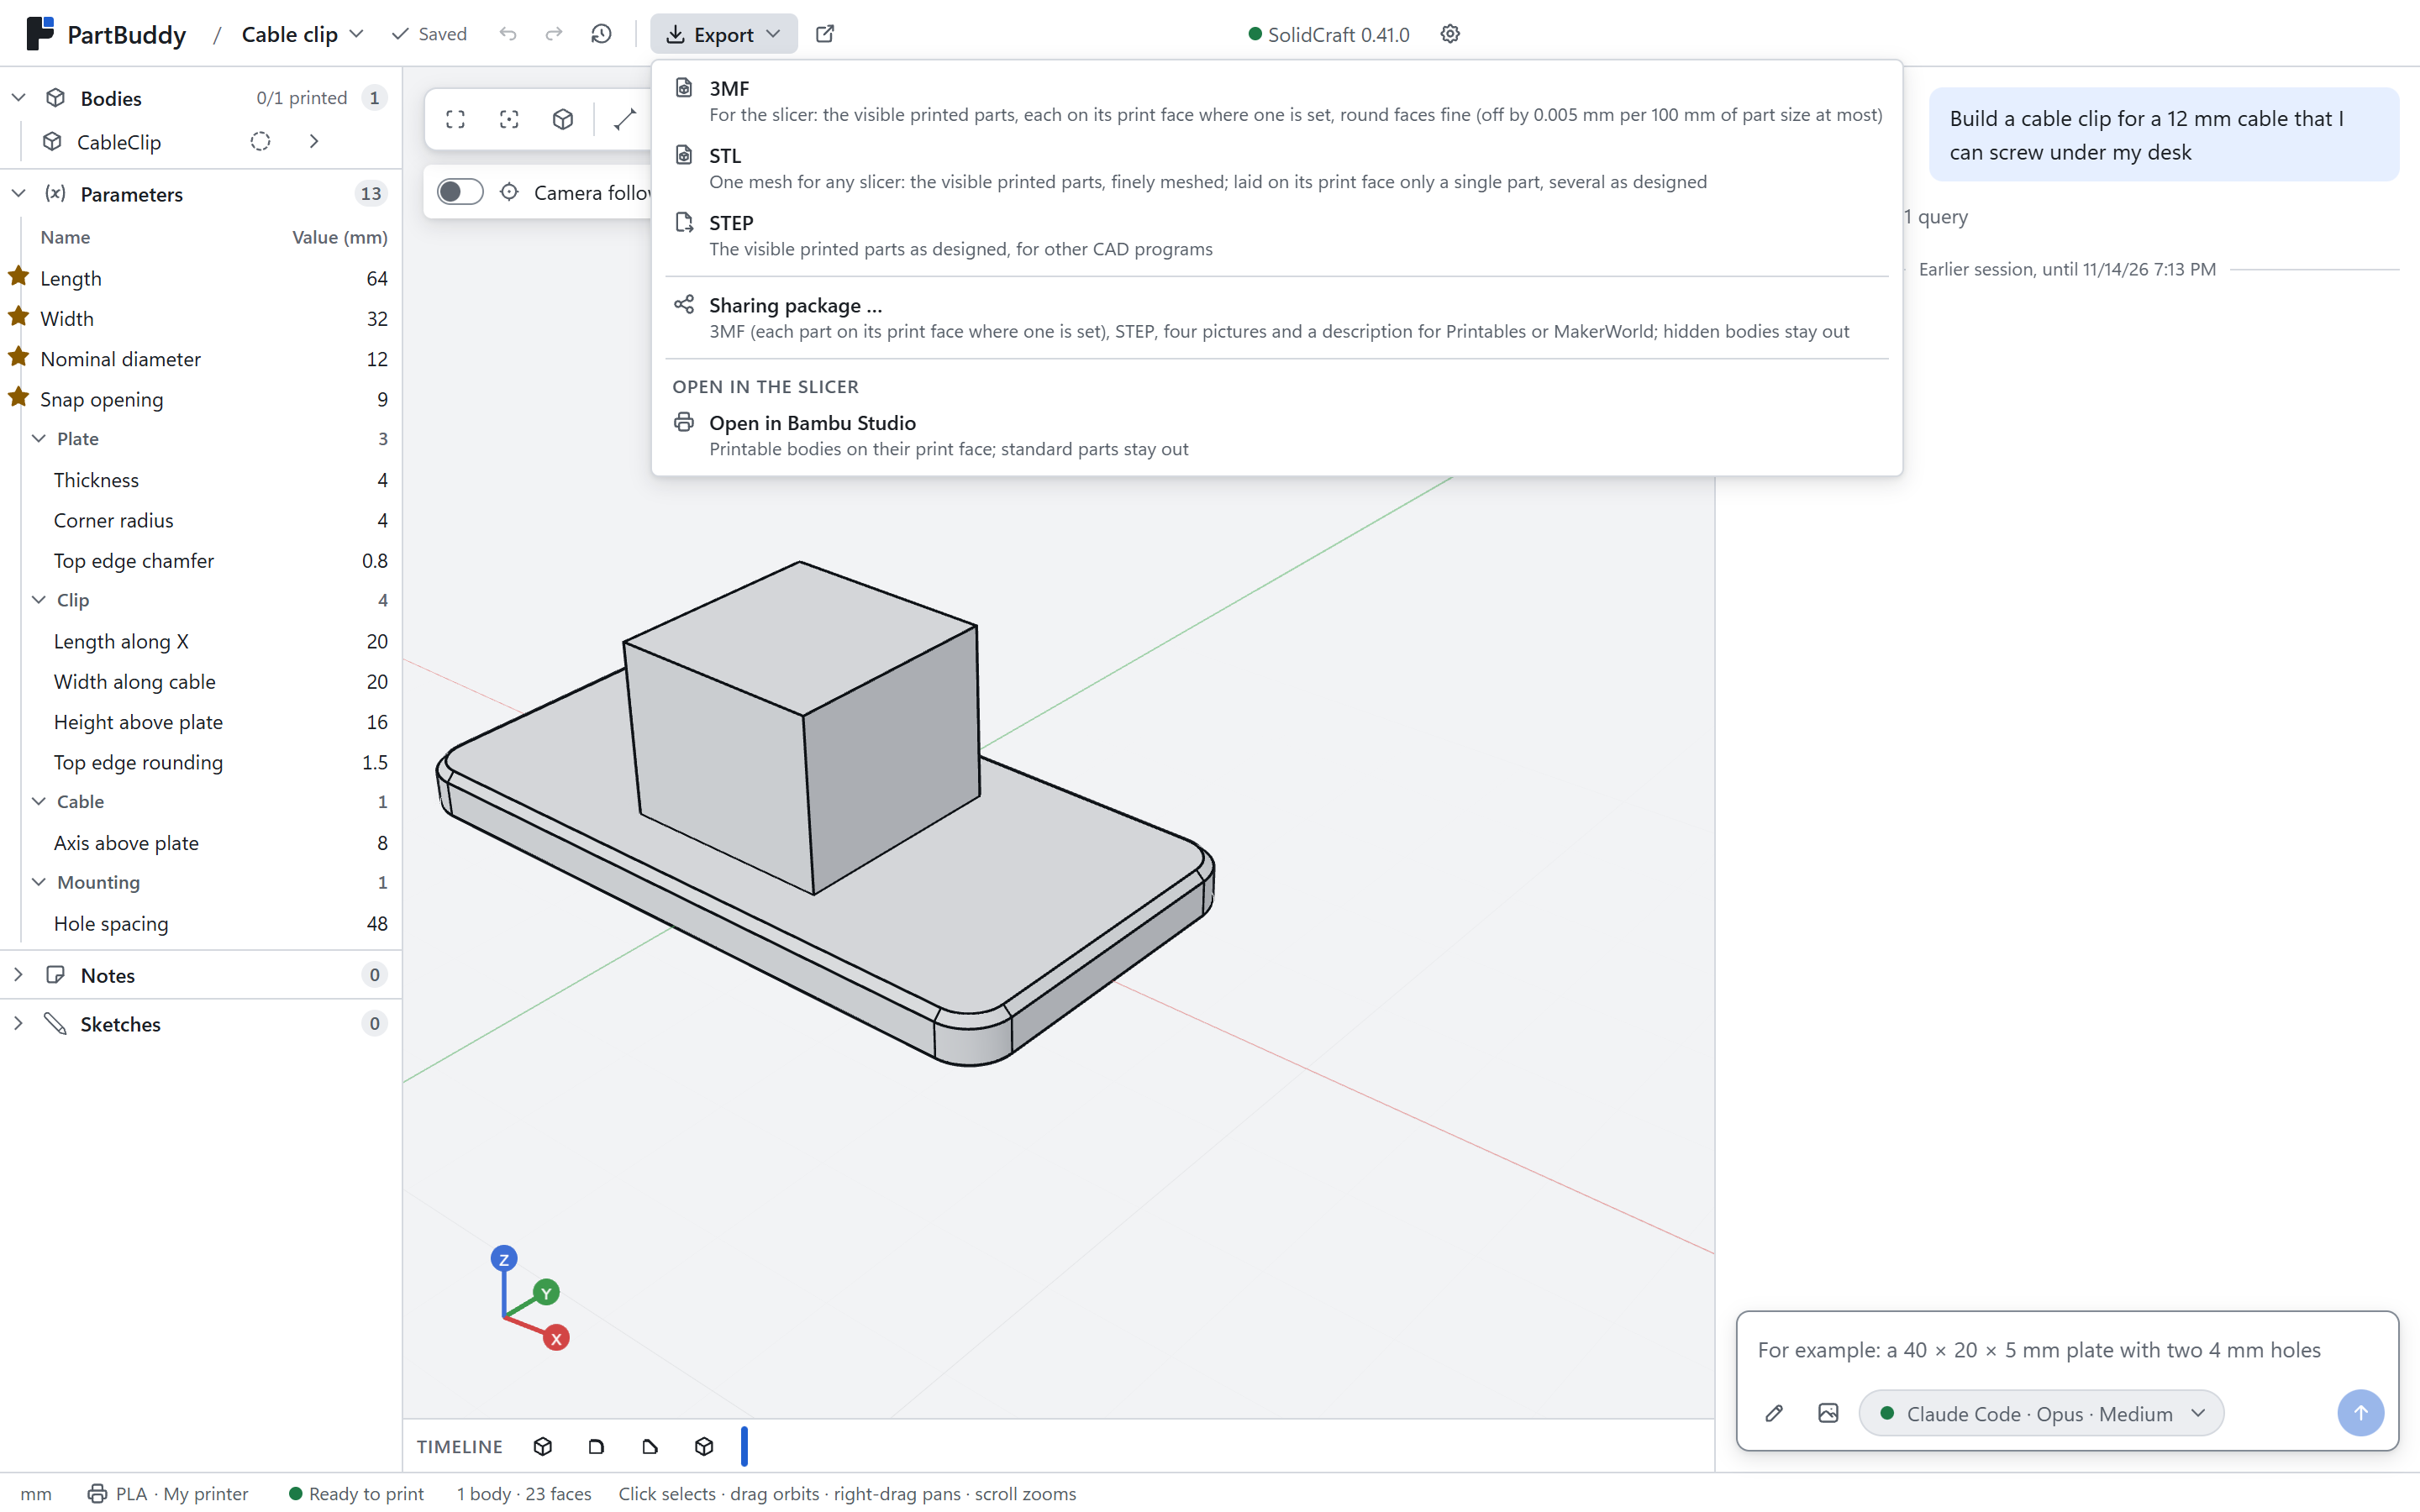 PartBuddy / Cable clip Saved Export SolidCraft 0.41.0
Bodies 0/1 printed 1
CableClip
Parameters 13
Name Value (mm)
Length 64
Width 32
Nominal diameter 12
Snap opening 9
Plate 3
Thickness 4
Corner radius 4
Top edge chamfer 0.8
Clip 4
Length along X 20
Width along cable 20
Height above plate 16
Top edge rounding 1.5
Cable 1
Axis above plate 8
Mounting 1
Hole spacing 48
Notes 0
Sketches 0
Camera follo
3MF
For the slicer: the visible printed parts, each on its print face where one is set, round faces fine (off by 0.005 mm per 100 mm of part size at most)
STL
One mesh for any slicer: the visible printed parts, finely meshed; laid on its print face only a single part, several as designed
STEP
The visible printed parts as designed, for other CAD programs
Sharing package ...
3MF (each part on its print face where one is set), STEP, four pictures and a description for Printables or MakerWorld; hidden bodies stay out
OPEN IN THE SLICER
Open in Bambu Studio
Printable bodies on their print face; standard parts stay out
Z
Y
X
TIMELINE
Build a cable clip for a 12 mm cable that I
can screw under my desk
1 query
Earlier session, until 11/14/26 7:13 PM
For example: a 40 × 20 × 5 mm plate with two 4 mm holes
Claude Code · Opus · Medium
mm PLA · My printer Ready to print 1 body · 23 faces Click selects · drag orbits · right-drag pans · scroll zooms